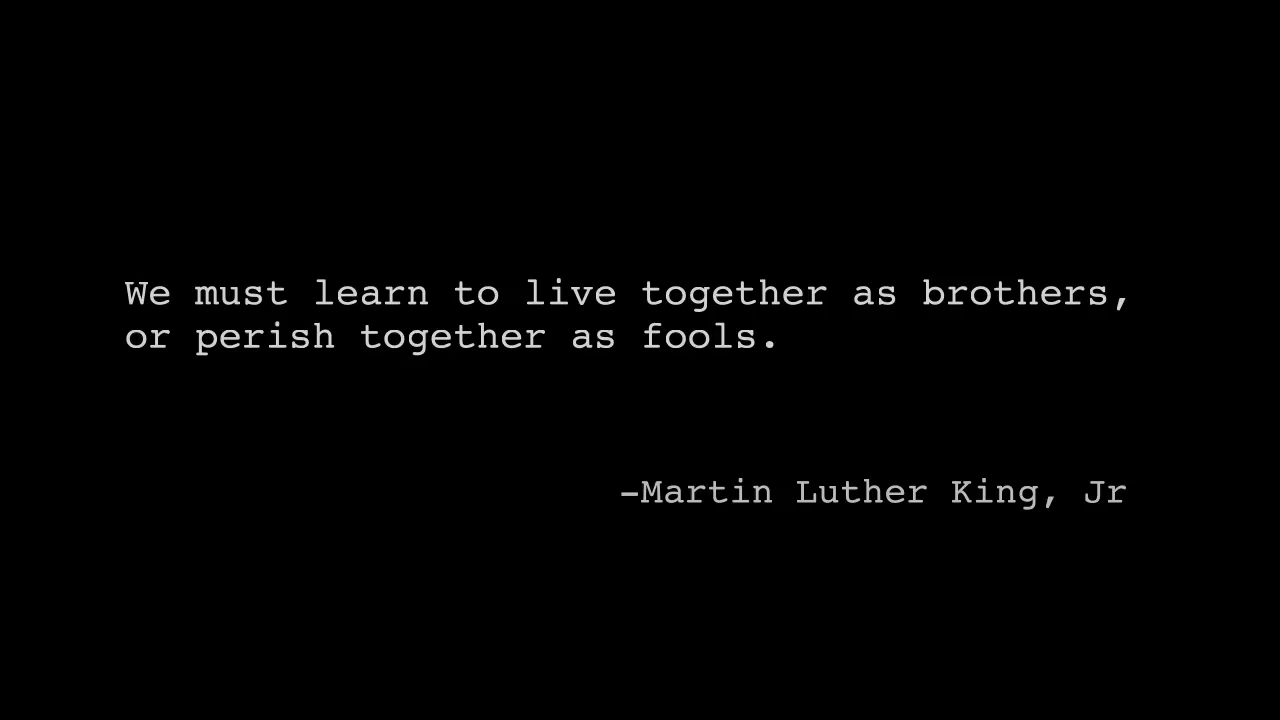 We must learn to live together as brothers,
or perish together as fools.
–Martin Luther King, Jr